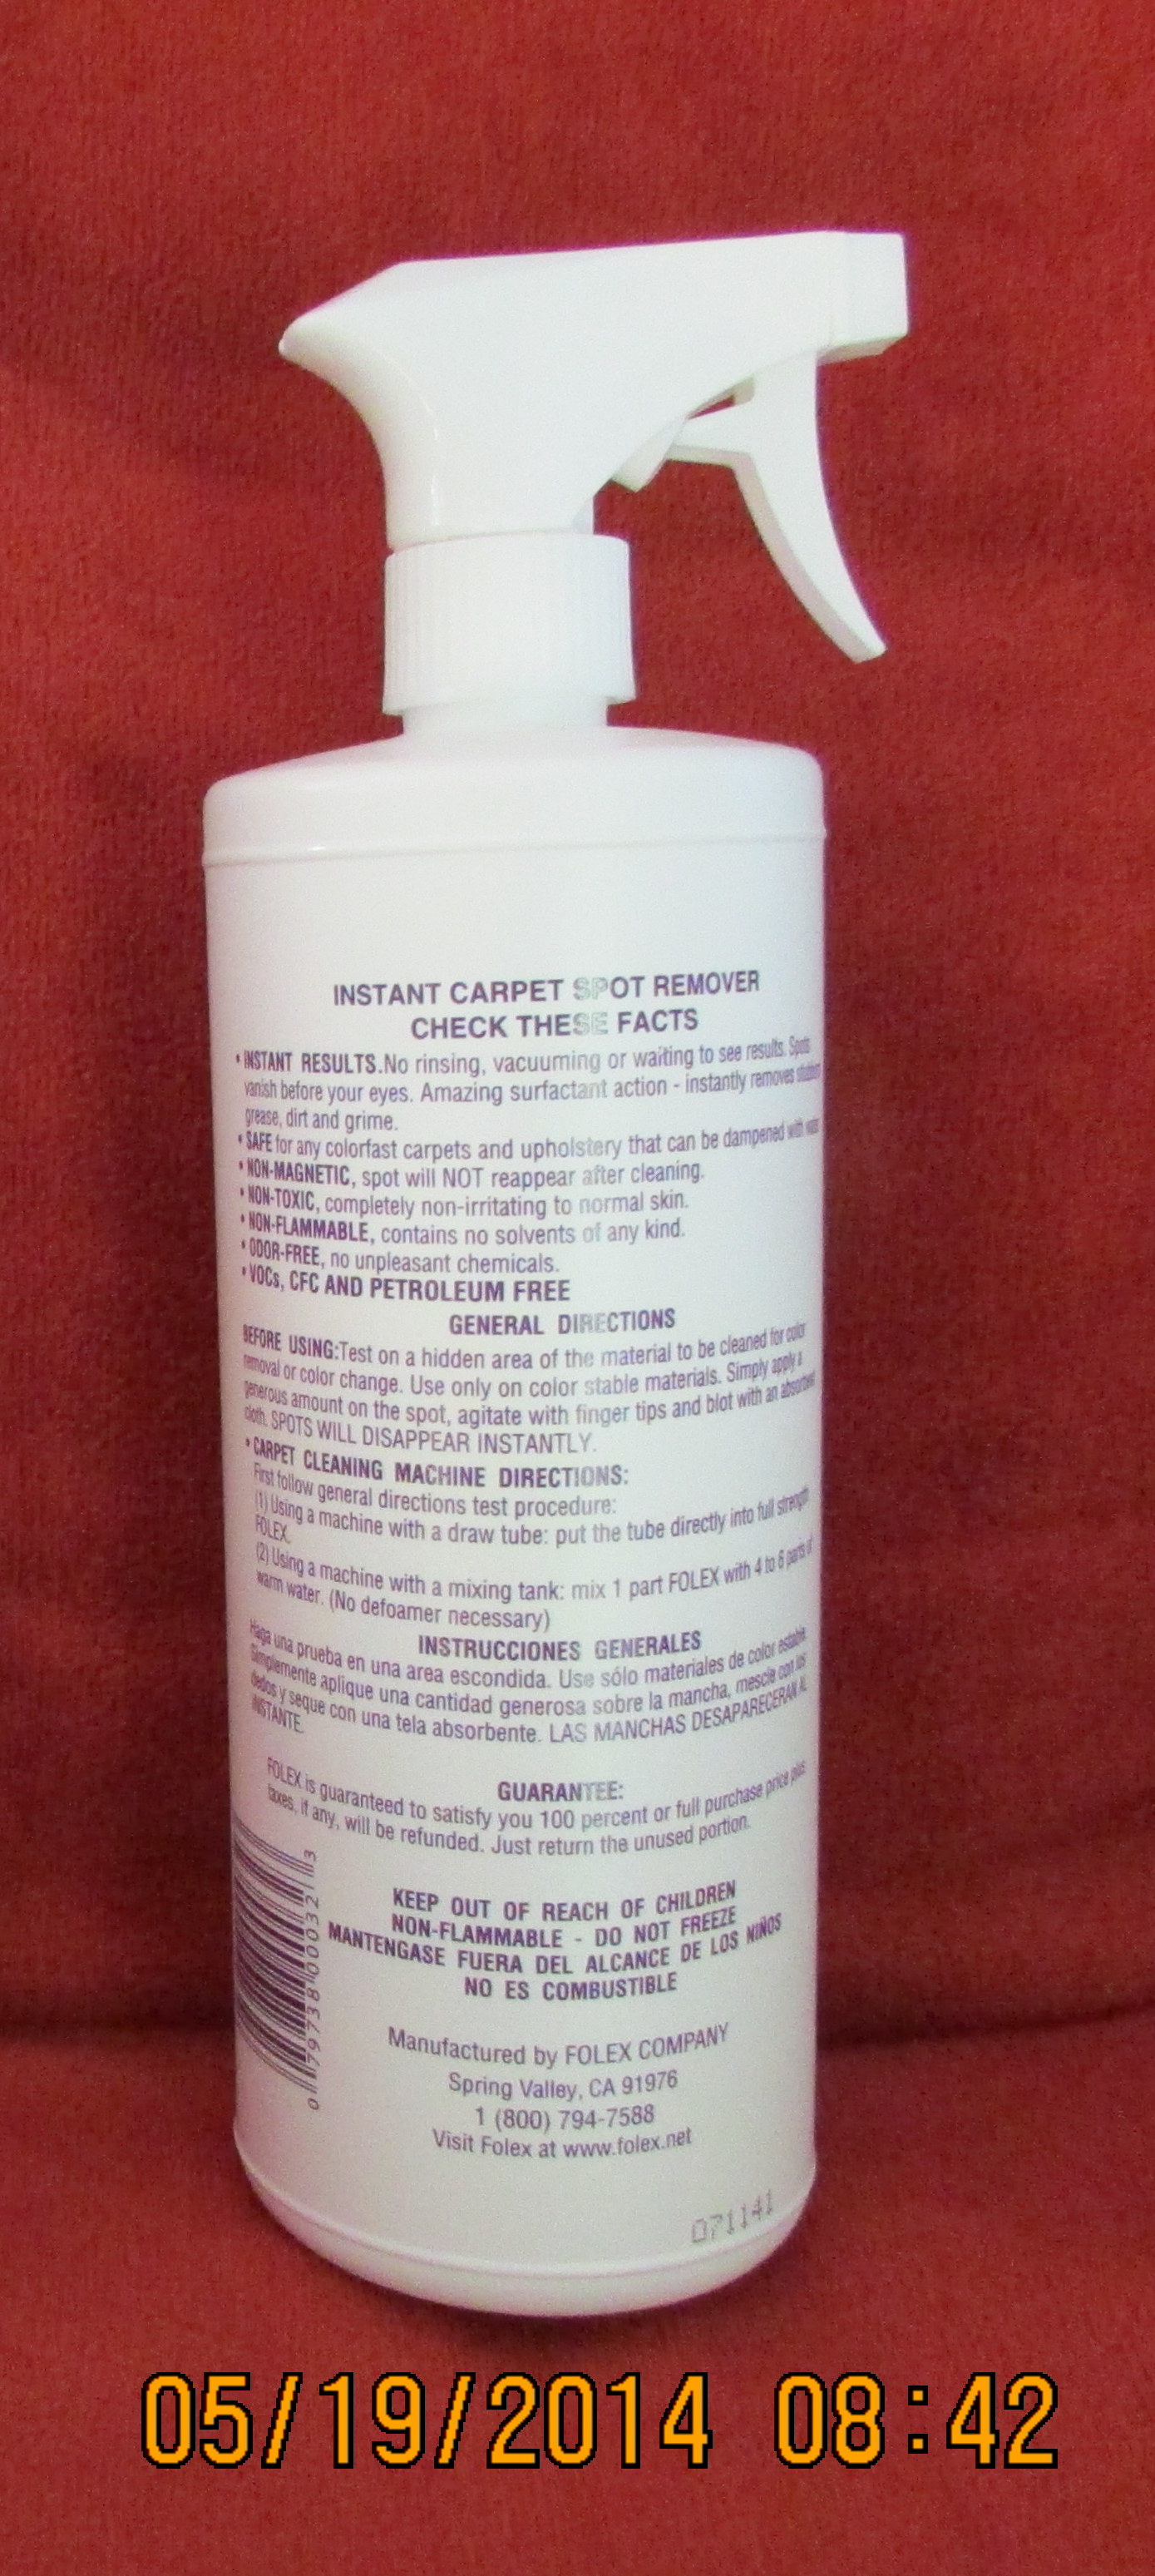 INSTANT CARPET SPOT REMOVER
CHECK THESE FACTS
• INSTANT RESULTS.No rinsing, vacuuming or waiting to see results. Spots
vanish before your eyes. Amazing surfactant action - instantly removes stubborn
grease, dirt and grime.
• SAFE for any colorfast carpets and upholstery that can be dampened with water
• NON-MAGNETIC, spot will NOT reappear after cleaning.
• NON-TOXIC, completely non-irritating to normal skin.
• NON-FLAMMABLE, contains no solvents of any kind.
• ODOR-FREE, no unpleasant chemicals.
• VOCs, CFC AND PETROLEUM FREE
GENERAL DIRECTIONS
BEFORE USING:Test on a hidden area of the material to be cleaned for color
removal or color change. Use only on color stable materials. Simply apply a
generous amount on the spot, agitate with finger tips and blot with an absorbent
cloth. SPOTS WILL DISAPPEAR INSTANTLY.
• CARPET CLEANING MACHINE DIRECTIONS:
First follow general directions test procedure:
(1) Using a machine with a draw tube: put the tube directly into full strength
FOLEX.
(2) Using a machine with a mixing tank: mix 1 part FOLEX with 4 to 6 parts of
warm water. (No defoamer necessary)
INSTRUCCIONES GENERALES
Haga una prueba en una area escondida. Use sólo materiales de color estable.
Simplemente aplique una cantidad generosa sobre la mancha, mescle con los
dedos y seque con una tela absorbente. LAS MANCHAS DESAPARECERAN AL
INSTANTE.
GUARANTEE:
FOLEX is guaranteed to satisfy you 100 percent or full purchase price plus
taxes, if any, will be refunded. Just return the unused portion.
KEEP OUT OF REACH OF CHILDREN
NON-FLAMMABLE - DO NOT FREEZE
MANTENGASE FUERA DEL ALCANCE DE LOS NIÑOS
NO ES COMBUSTIBLE
0 79738 00032 3
Manufactured by FOLEX COMPANY
Spring Valley, CA 91976
1 (800) 794-7588
Visit Folex at www.folex.net
071141
05/19/2014 08:42